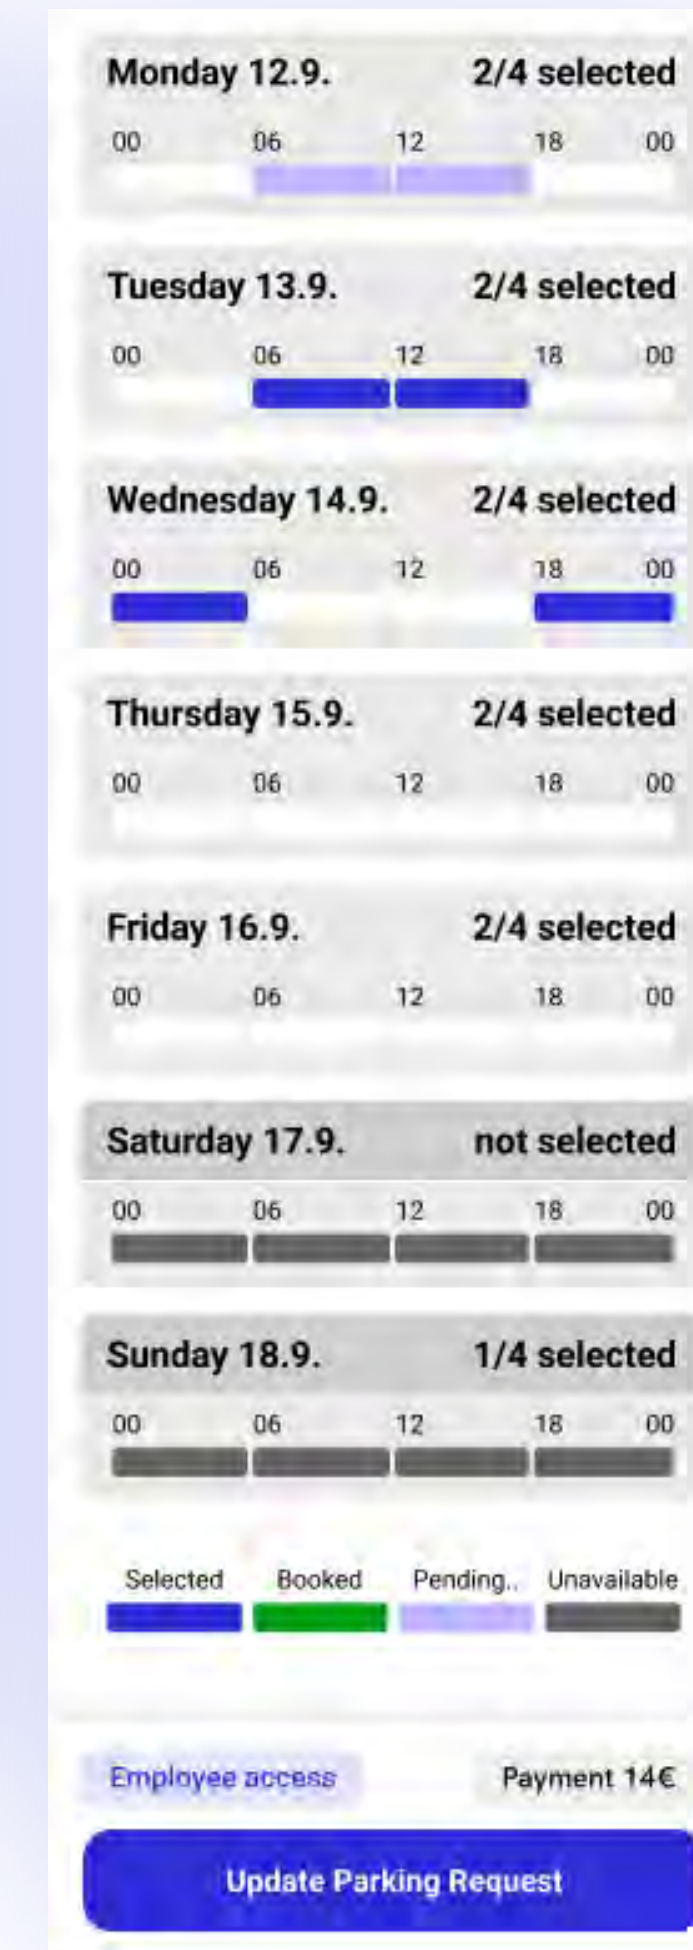 Monday 12.9. 2/4 selected
00 06 12 18 00
Tuesday 13.9. 2/4 selected
00 06 12 18 00
Wednesday 14.9. 2/4 selected
00 06 12 18 00
Thursday 15.9. 2/4 selected
00 06 12 18 00
Friday 16.9. 2/4 selected
00 06 12 18 00
Saturday 17.9. not selected
00 06 12 18 00
Sunday 18.9. 1/4 selected
00 06 12 18 00
Selected Booked Pending.. Unavailable
Employee access Payment 14€
Update Parking Request